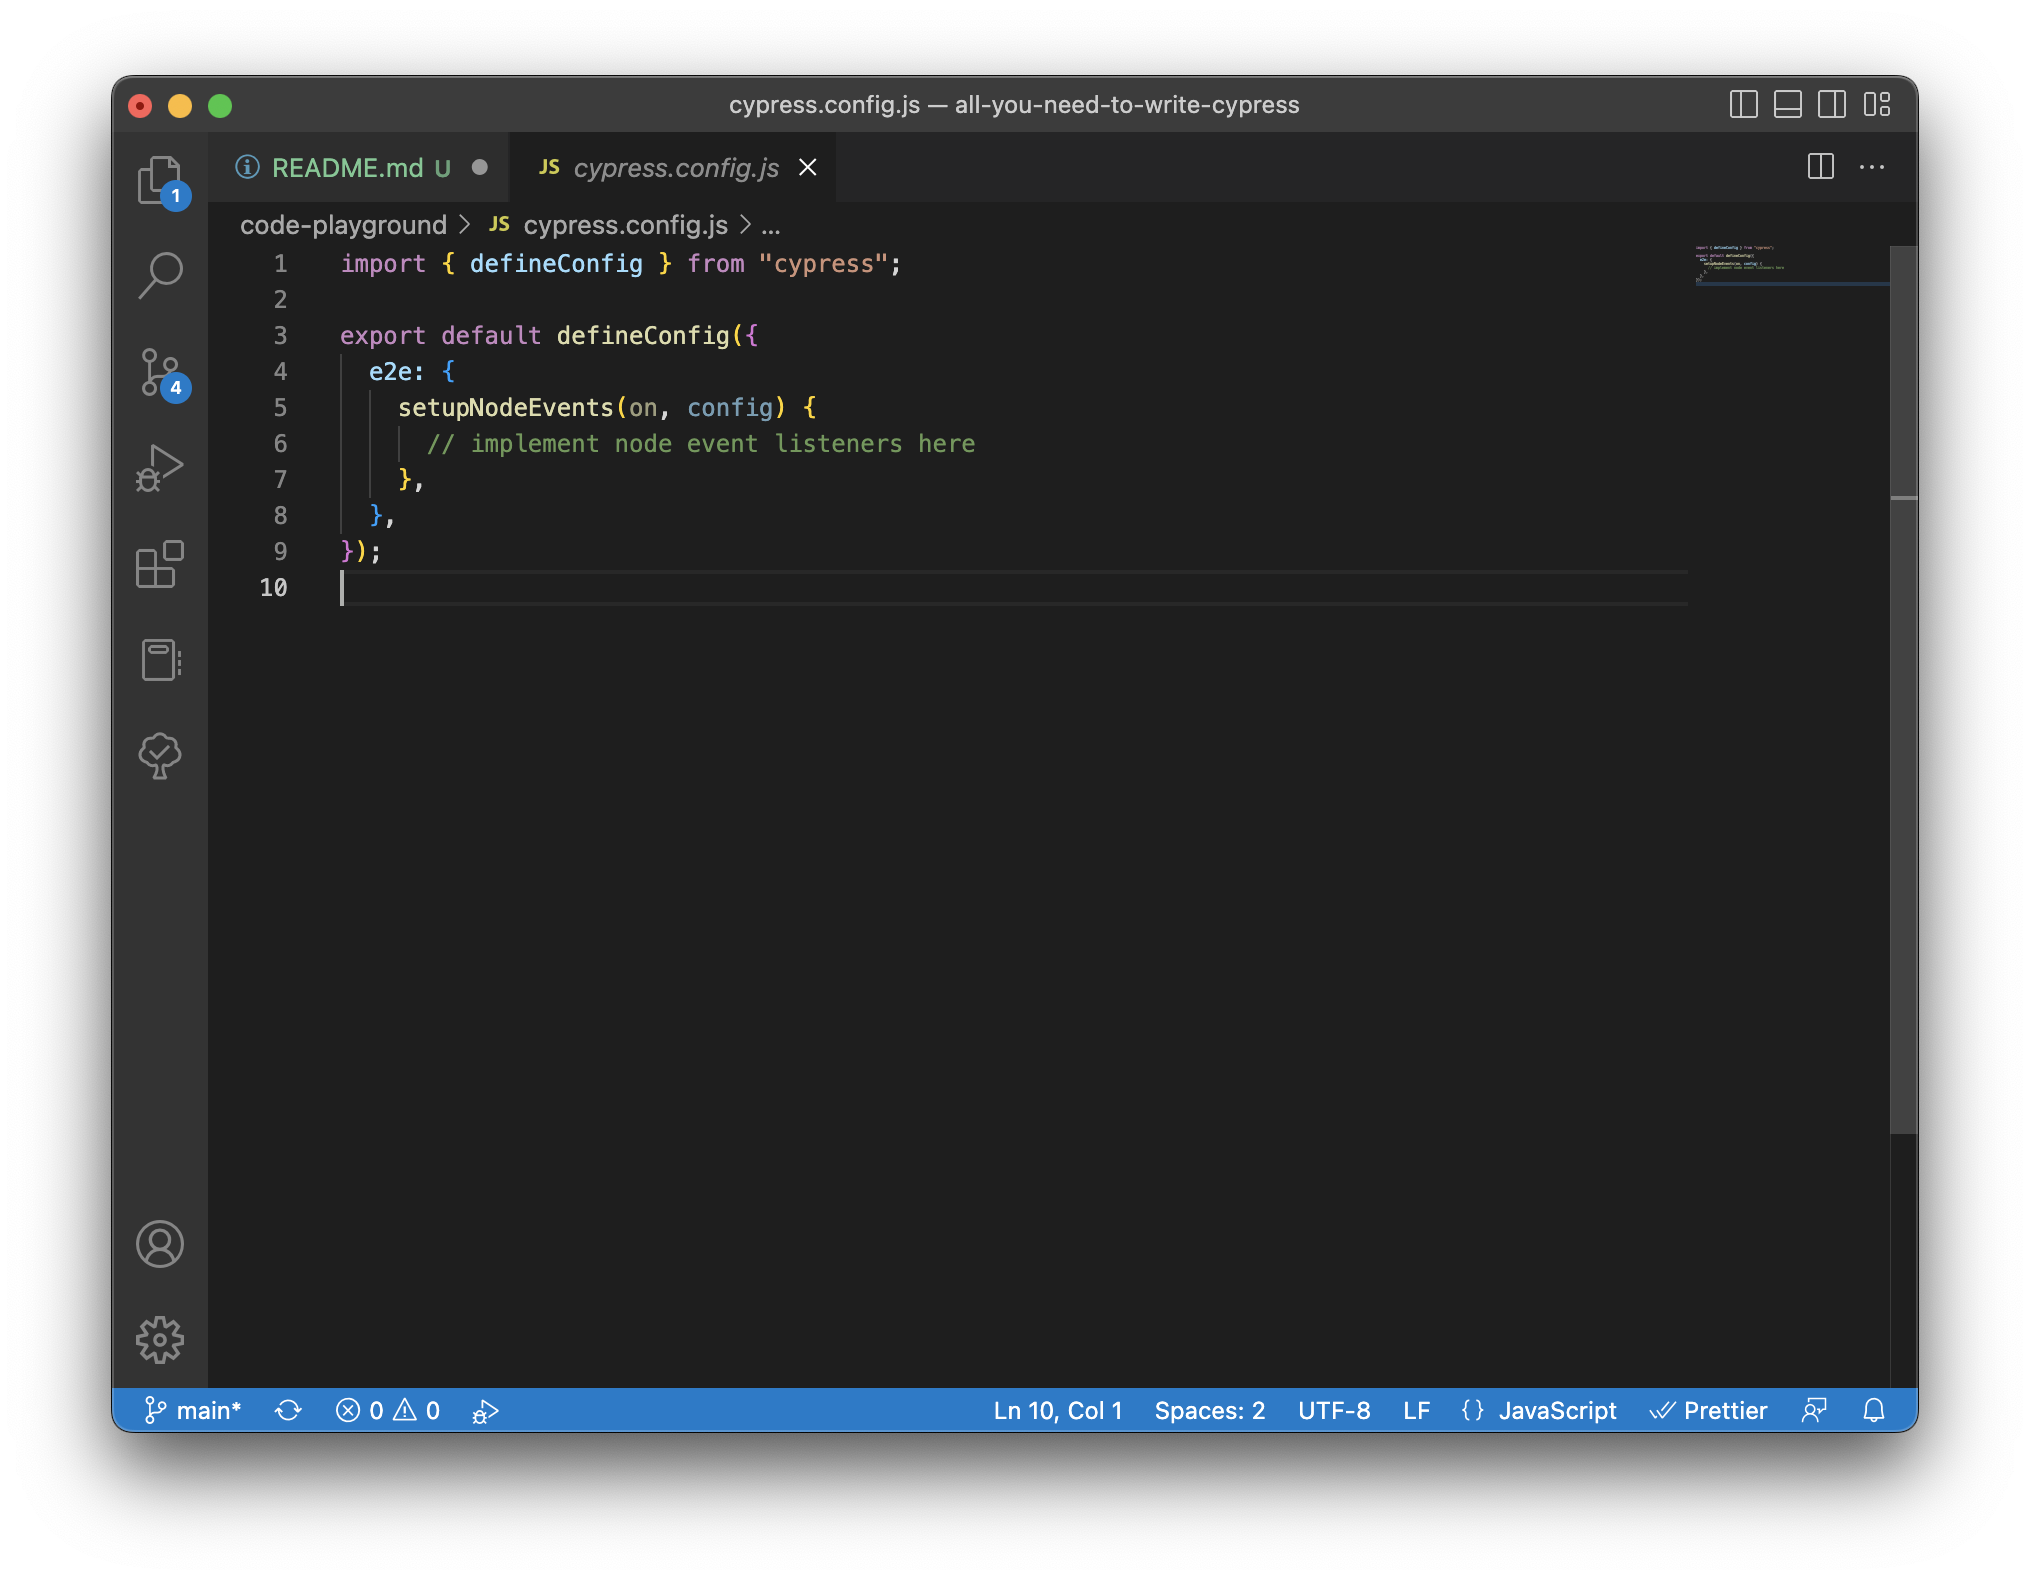 cypress.config.js — all-you-need-to-write-cypress
README.md U
JS cypress.config.js
1
code-playground > JS cypress.config.js > ...
1 import { defineConfig } from "cypress";
2
3 export default defineConfig({
4   e2e: {
5     setupNodeEvents(on, config) {
6       // implement node event listeners here
7     },
8   },
9 });
10
4
main* 0 0
Ln 10, Col 1 Spaces: 2 UTF-8 LF {} JavaScript Prettier